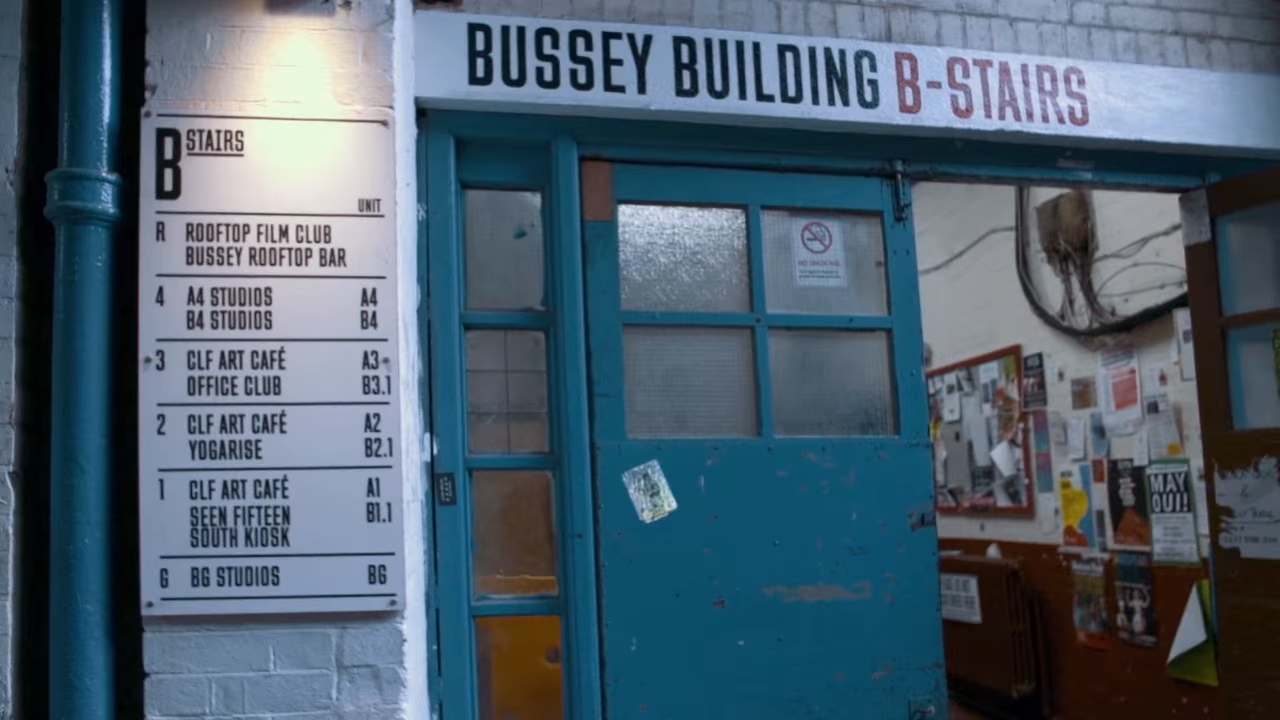 BUSSEY BUILDING B-STAIRS
B STAIRS
UNIT
R ROOFTOP FILM CLUB
BUSSEY ROOFTOP BAR
4 A4 STUDIOS A4
B4 STUDIOS B4
3 CLF ART CAFÉ A3
OFFICE CLUB B3.1
2 CLF ART CAFÉ A2
YOGARISE B2.1
1 CLF ART CAFÉ A1
SEEN FIFTEEN B1.1
SOUTH KIOSK
G BG STUDIOS BG
NO SMOKING
MAY
OUI!